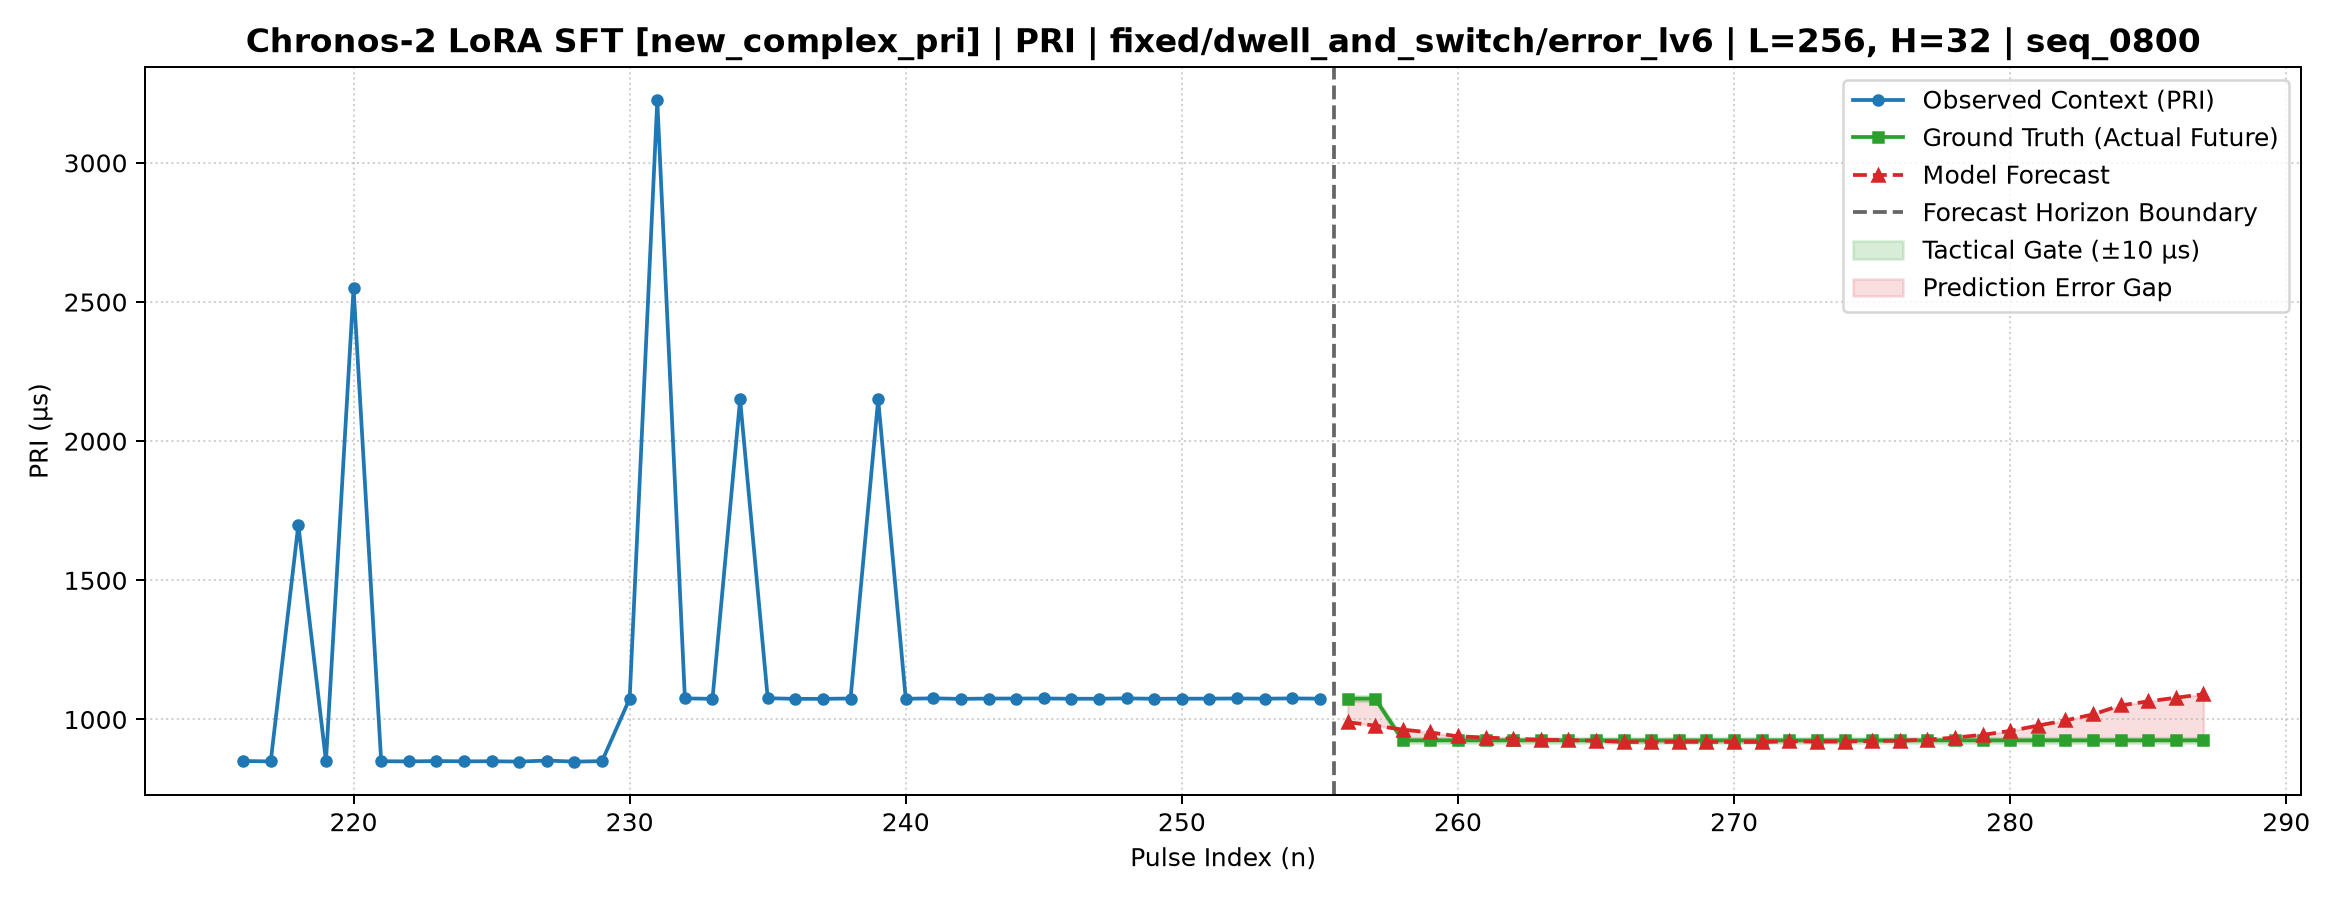 Chronos-2 LoRA SFT [new_complex_pri] | PRI | fixed/dwell_and_switch/error_lv6 | L=256, H=32 | seq_0800
Observed Context (PRI)
Ground Truth (Actual Future)
Model Forecast
Forecast Horizon Boundary
Tactical Gate (±10 µs)
Prediction Error Gap
PRI (µs)
3000
2500
2000
1500
1000
220 230 240 250 260 270 280 290
Pulse Index (n)